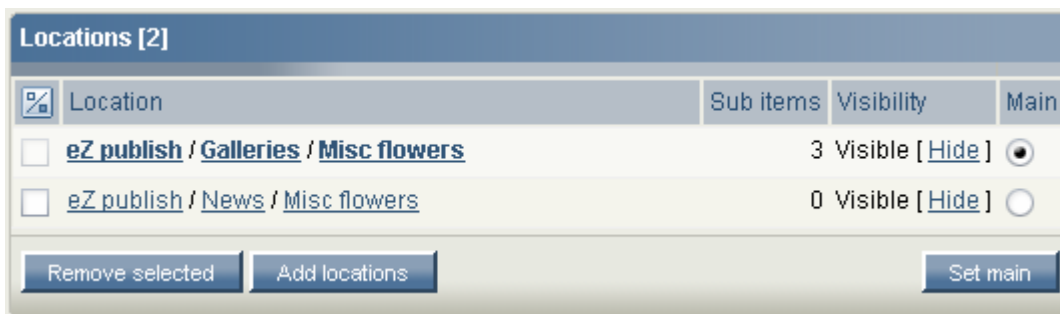 Locations [2]
Location Sub items Visibility Main
eZ publish / Galleries / Misc flowers 3 Visible [ Hide ]
eZ publish / News / Misc flowers 0 Visible [ Hide ]
Remove selected Add locations Set main